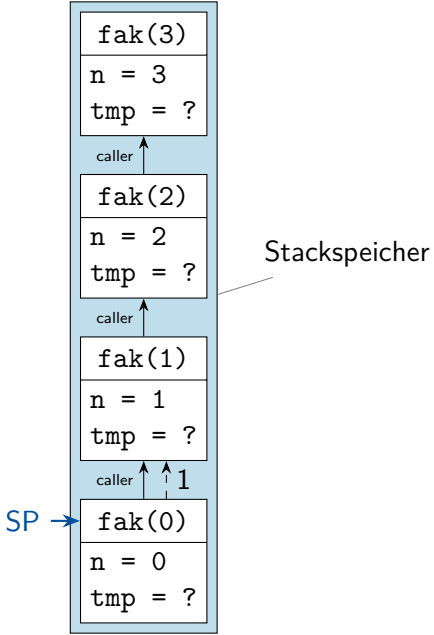 fak(3)
n = 3
tmp = ?
caller
fak(2)
n = 2
tmp = ?
Stackspeicher
caller
fak(1)
n = 1
tmp = ?
caller
1
SP
fak(0)
n = 0
tmp = ?